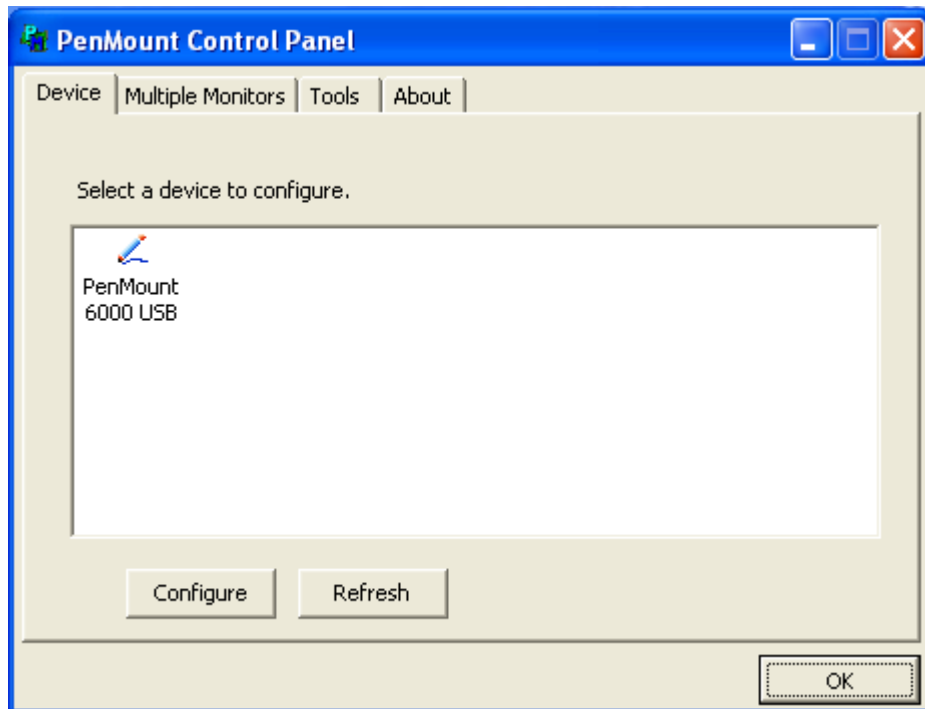 PenMount Control Panel
Device Multiple Monitors Tools About
Select a device to configure.
PenMount
6000 USB
Configure Refresh
OK